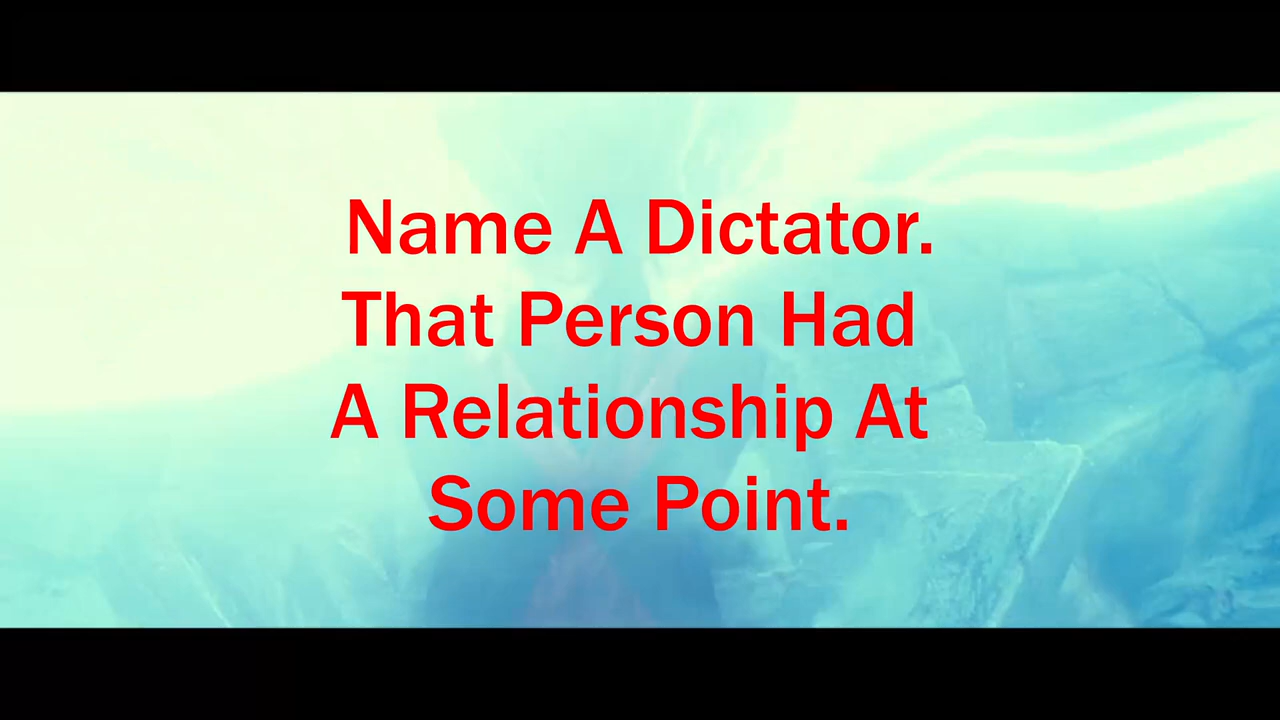 Name A Dictator.
That Person Had
A Relationship At
Some Point.